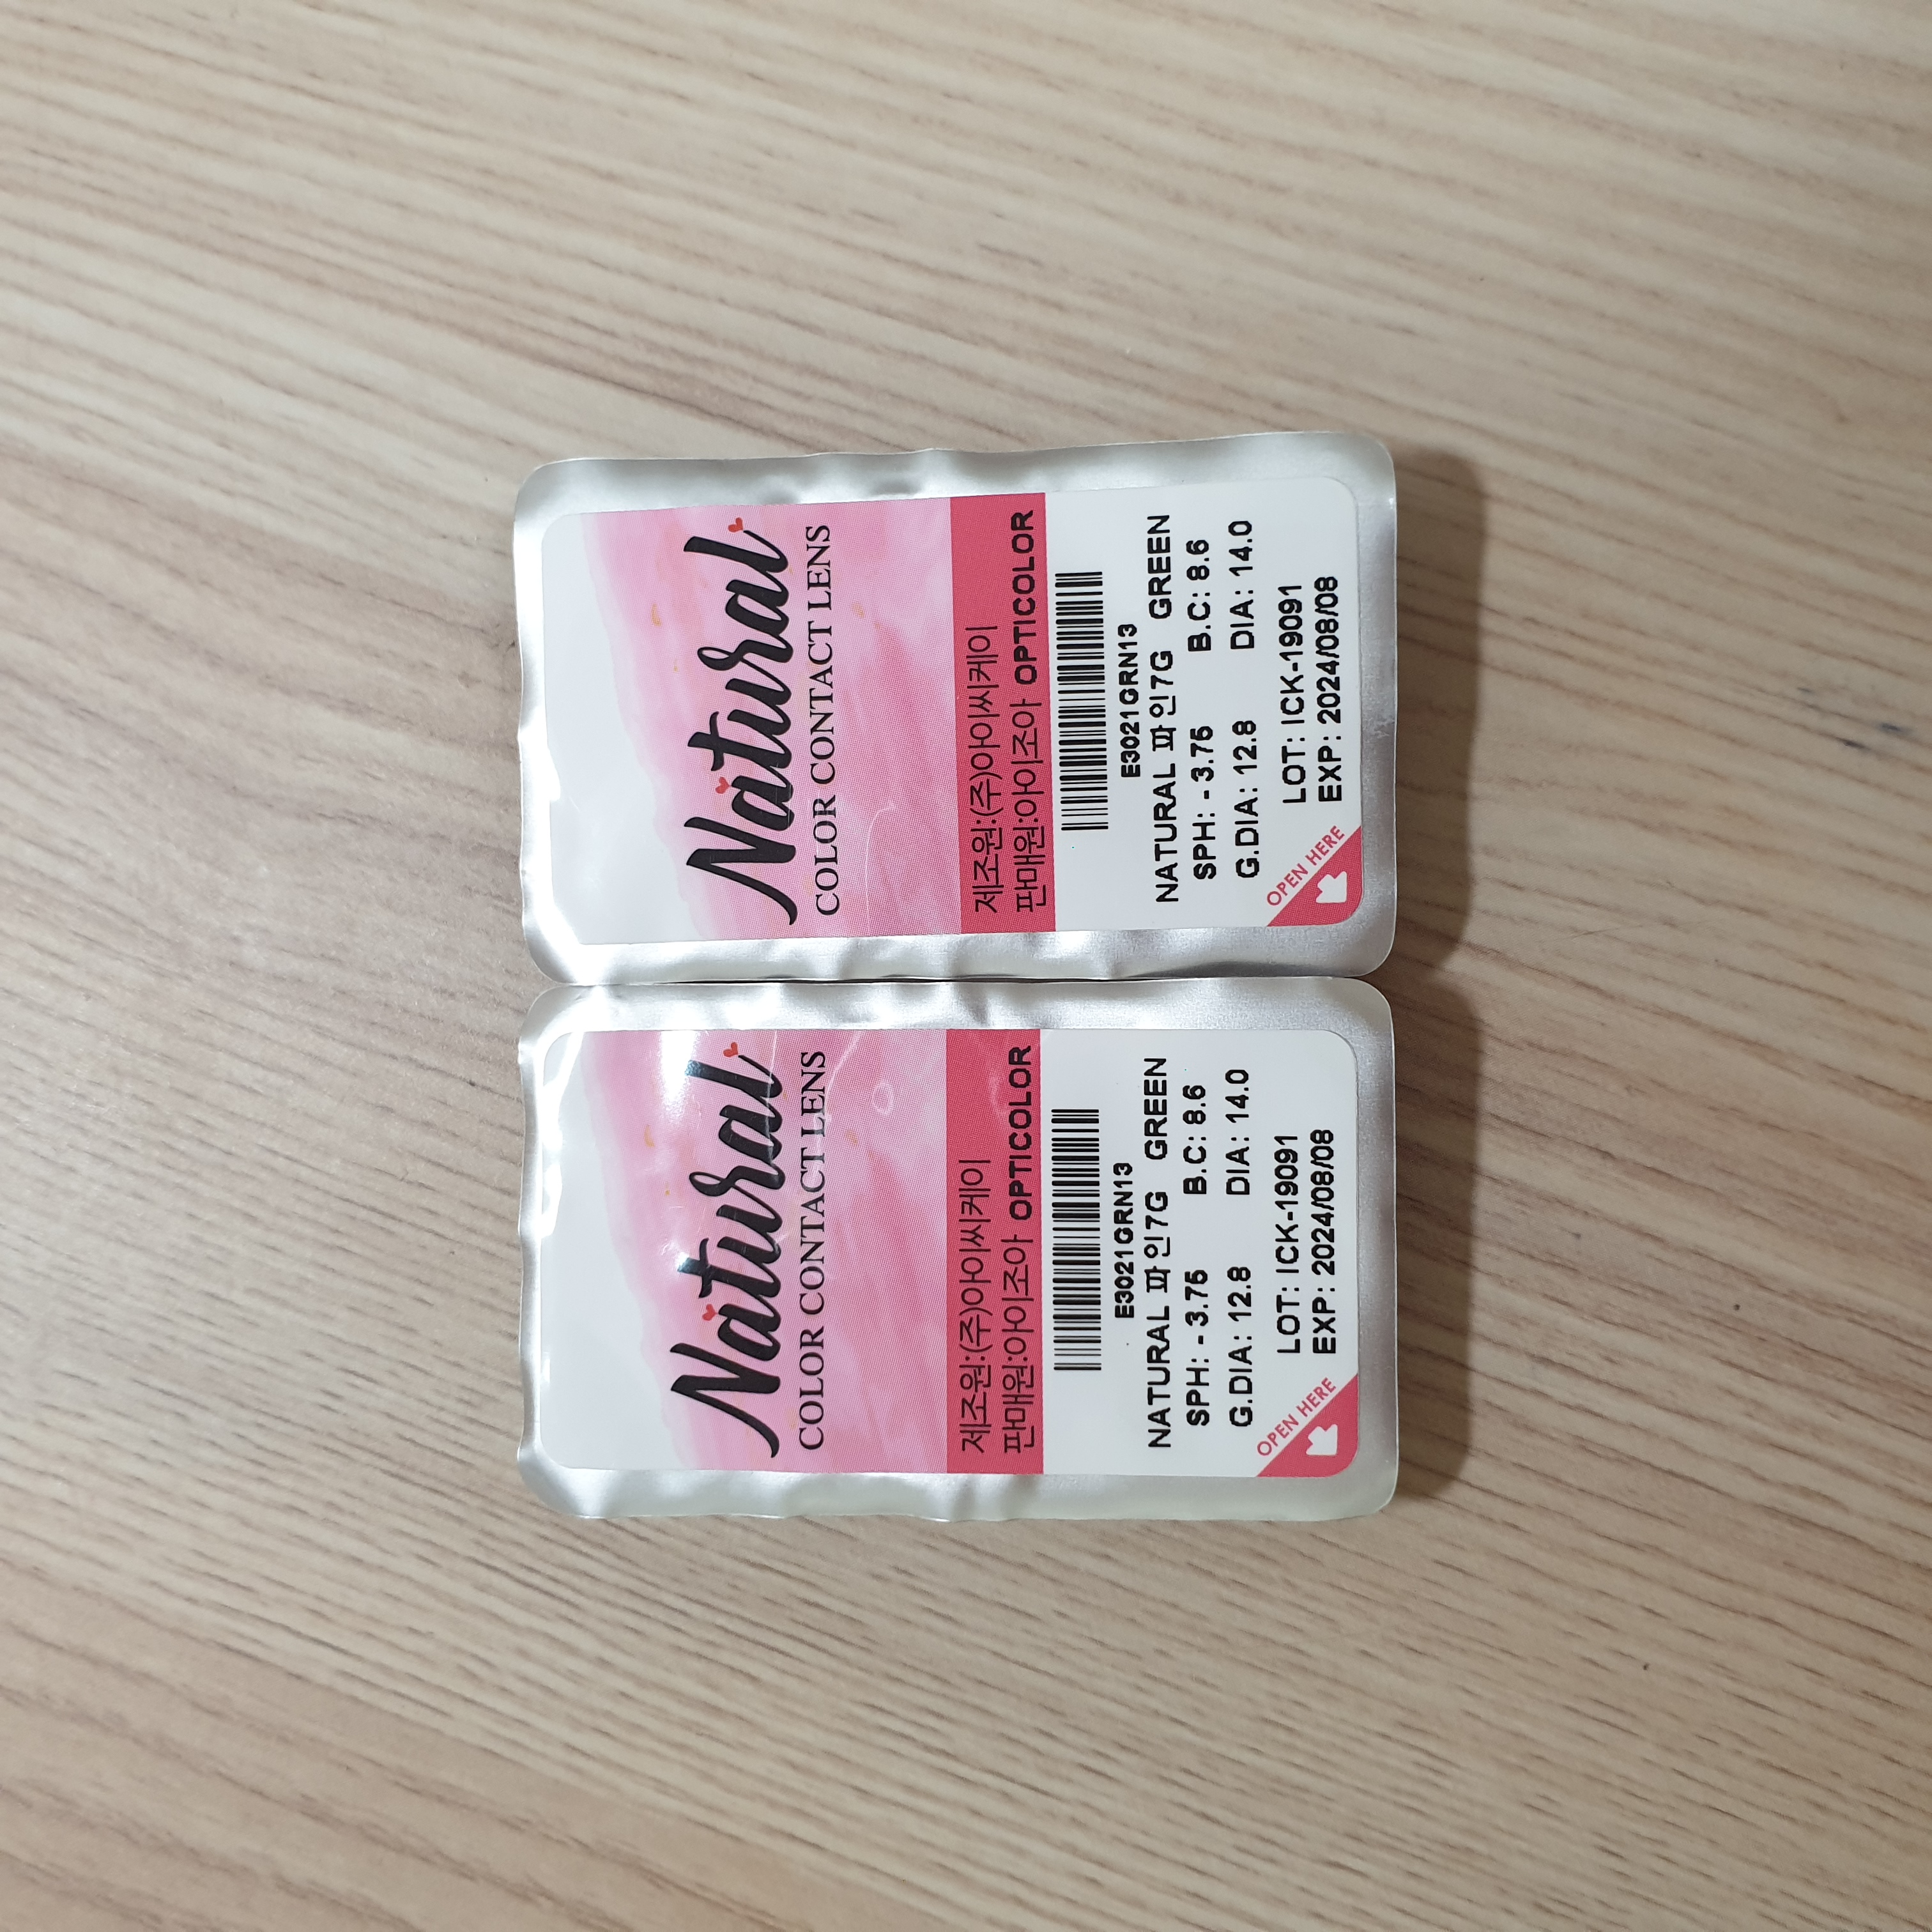 Natural
COLOR CONTACT LENS
제조원:(주)아이씨케이
판매원:아이조아 OPTICOLOR
E3021GRN13
NATURAL 파인7G GREEN
SPH: - 3.75 B.C: 8.6
G.DIA: 12.8 DIA: 14.0
LOT: ICK-19091
EXP: 2024/08/08
OPEN HERE
Natural
COLOR CONTACT LENS
제조원:(주)아이씨케이
판매원:아이조아 OPTICOLOR
E3021GRN13
NATURAL 파인7G GREEN
SPH: - 3.75 B.C: 8.6
G.DIA: 12.8 DIA: 14.0
LOT: ICK-19091
EXP: 2024/08/08
OPEN HERE